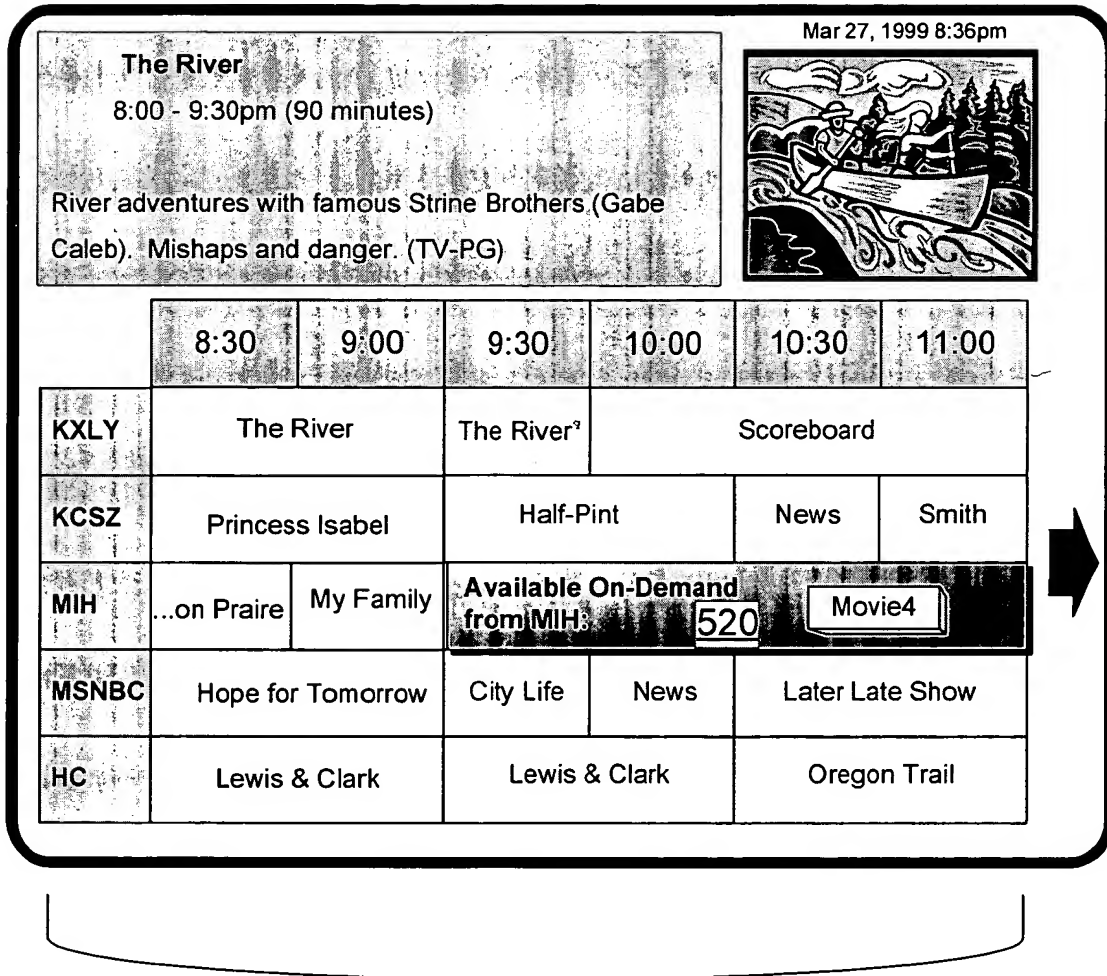 Mar 27, 1999 8:36pm
The River
8:00 - 9:30pm (90 minutes)
River adventures with famous Strine Brothers (Gabe
Caleb). Mishaps and danger. (TV-PG)
8:30 9:00 9:30 10:00 10:30 11:00
KXLY The River The River² Scoreboard
KCSZ Princess Isabel Half-Pint News Smith
MIH ...on Praire My Family Available On-Demand
from MIH: 520 Movie4
MSNBC Hope for Tomorrow City Life News Later Late Show
HC Lewis & Clark Lewis & Clark Oregon Trail